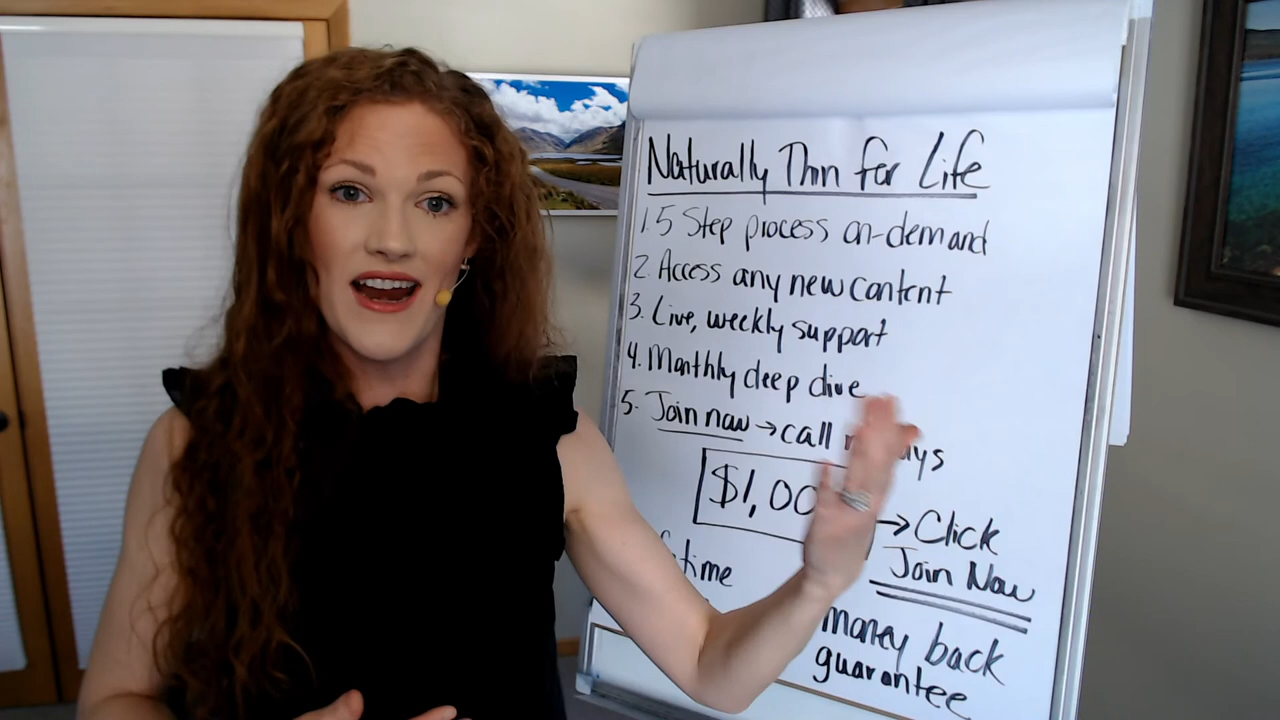 Naturally Thin for Life
1. 5 Step process on-demand
2. Access any new content
3. Live, weekly support
4. Monthly deep dive
5. Join now → call
$1,00
→ Click
Join Now
time
money back
guarantee